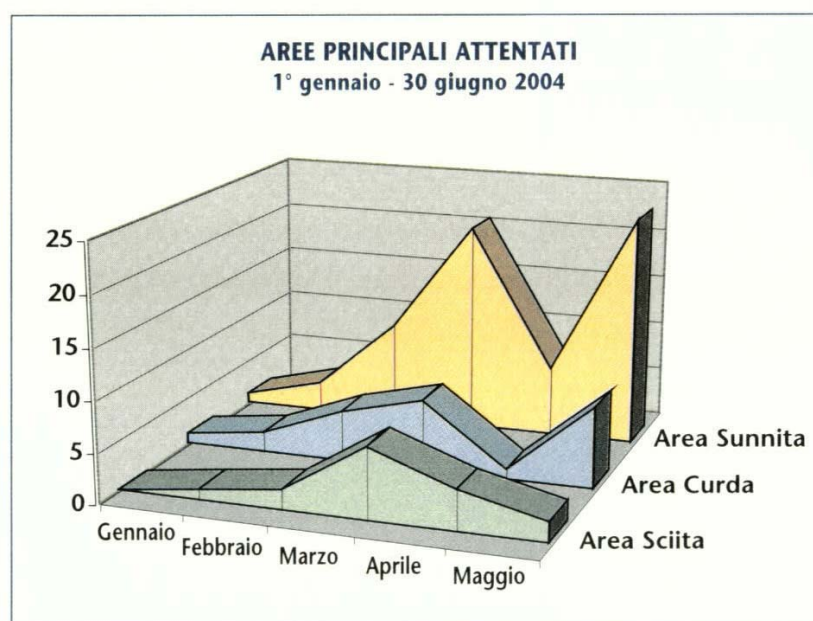 AREE PRINCIPALI ATTENTATI
1° gennaio - 30 giugno 2004
25
20
15
10
5
0
Gennaio
Febbraio
Marzo
Aprile
Maggio
Area Sunnita
Area Curda
Area Sciita